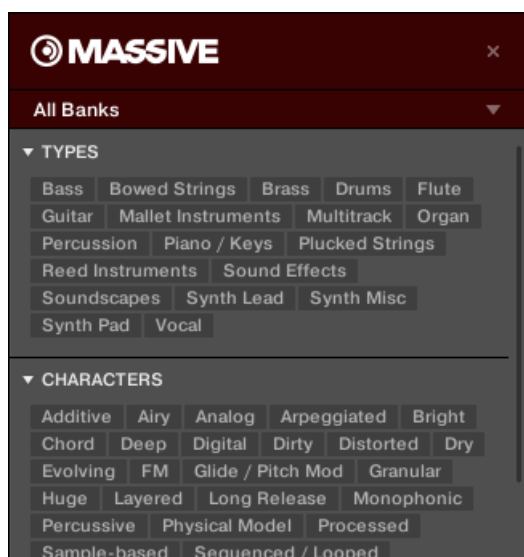 MASSIVE ×
All Banks
TYPES
Bass Bowed Strings Brass Drums Flute
Guitar Mallet Instruments Multitrack Organ
Percussion Piano / Keys Plucked Strings
Reed Instruments Sound Effects
Soundscapes Synth Lead Synth Misc
Synth Pad Vocal
CHARACTERS
Additive Airy Analog Arpeggiated Bright
Chord Deep Digital Dirty Distorted Dry
Evolving FM Glide / Pitch Mod Granular
Huge Layered Long Release Monophonic
Percussive Physical Model Processed
Sample-based Sequenced / Looped